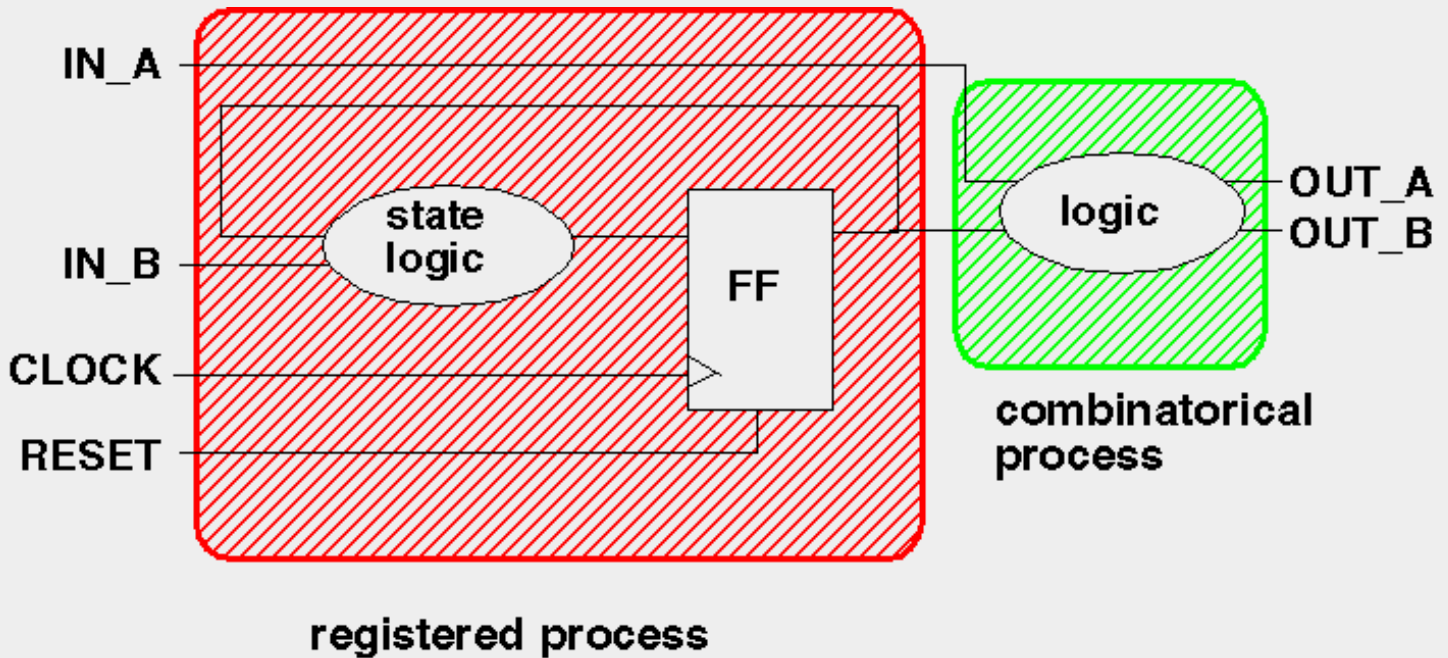 IN_A
IN_B
CLOCK
RESET
state
logic
FF
logic
OUT_A
OUT_B
combinatorical
process
registered process